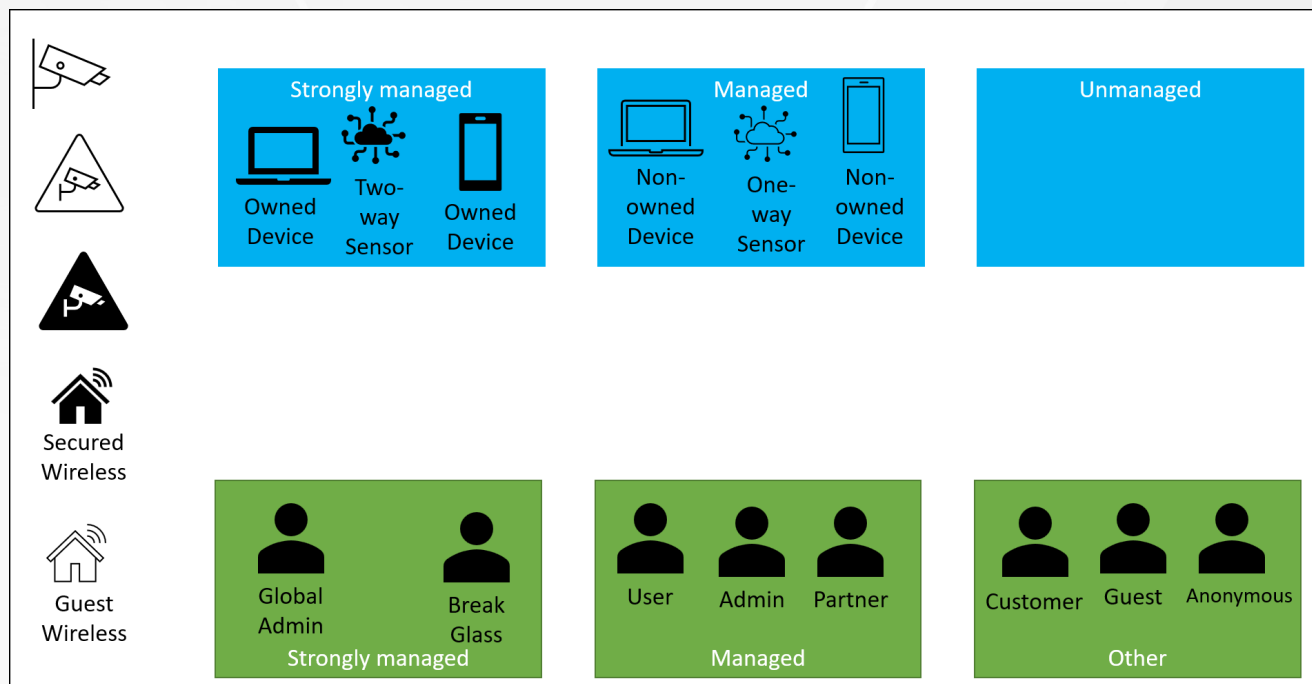 Strongly managed
Owned
Device
Two-
way
Sensor
Owned
Device
Managed
Non-
owned
Device
One-
way
Sensor
Non-
owned
Device
Unmanaged
Secured
Wireless
Guest
Wireless
Global
Admin
Break
Glass
Strongly managed
User
Admin
Partner
Managed
Customer
Guest
Anonymous
Other